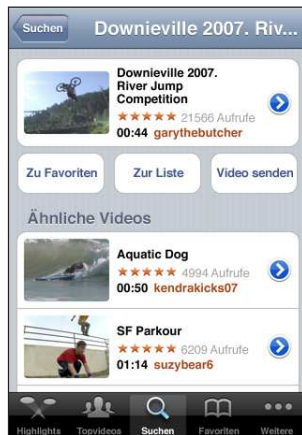 Suchen
Downieville 2007. Riv...
Downieville 2007.
River Jump
Competition
21566 Aufrufe
00:44 garythebutcher
Zu Favoriten
Zur Liste
Video senden
Ähnliche Videos
Aquatic Dog
4994 Aufrufe
00:50 kendrakicks07
SF Parkour
6209 Aufrufe
01:14 suzybear6
Highlights
Topvideos
Suchen
Favoriten
Weitere